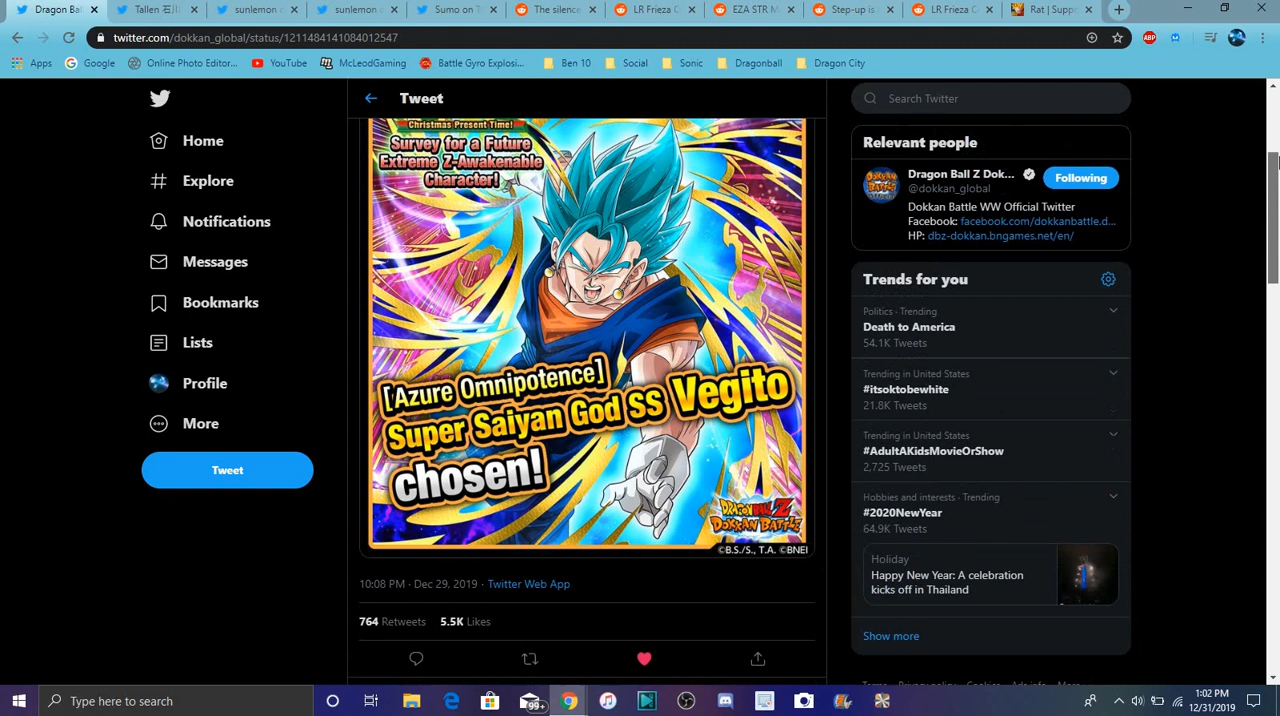 Dragon Bal
Tallen 石川
sunlemon c
sunlemon c
Sumo on T
The silence
LR Frieza C
EZA STR M
Step-up is
LR Frieza C
Rat | Supp
twitter.com/dokkan_global/status/1211484141084012547
ABP
Apps
Google
Online Photo Editor...
YouTube
McLeodGaming
Battle Gyro Explosi...
Ben 10
Social
Sonic
Dragonball
Dragon City
Home
Explore
Notifications
Messages
Bookmarks
Lists
Profile
More
Tweet
Tweet
Christmas Present Time!
Survey for a Future
Extreme Z-Awakenable
Character!
[Azure Omnipotence]
Super Saiyan God SS Vegito
chosen!
DRAGON BALL Z
DOKKAN BATTLE
©B.S./S., T.A. ©BNEI
10:08 PM · Dec 29, 2019 · Twitter Web App
764 Retweets 5.5K Likes
Search Twitter
Relevant people
Dragon Ball Z Dok...
@dokkan_global
Following
Dokkan Battle WW Official Twitter
Facebook: facebook.com/dokkanbattle.d...
HP: dbz-dokkan.bngames.net/en/
Trends for you
Politics · Trending
Death to America
54.1K Tweets
Trending in United States
#itsoktobewhite
21.8K Tweets
Trending in United States
#AdultAKidsMovieOrShow
2,725 Tweets
Hobbies and interests · Trending
#2020NewYear
64.9K Tweets
Holiday
Happy New Year: A celebration
kicks off in Thailand
Show more
Type here to search
99+
1:02 PM
12/31/2019